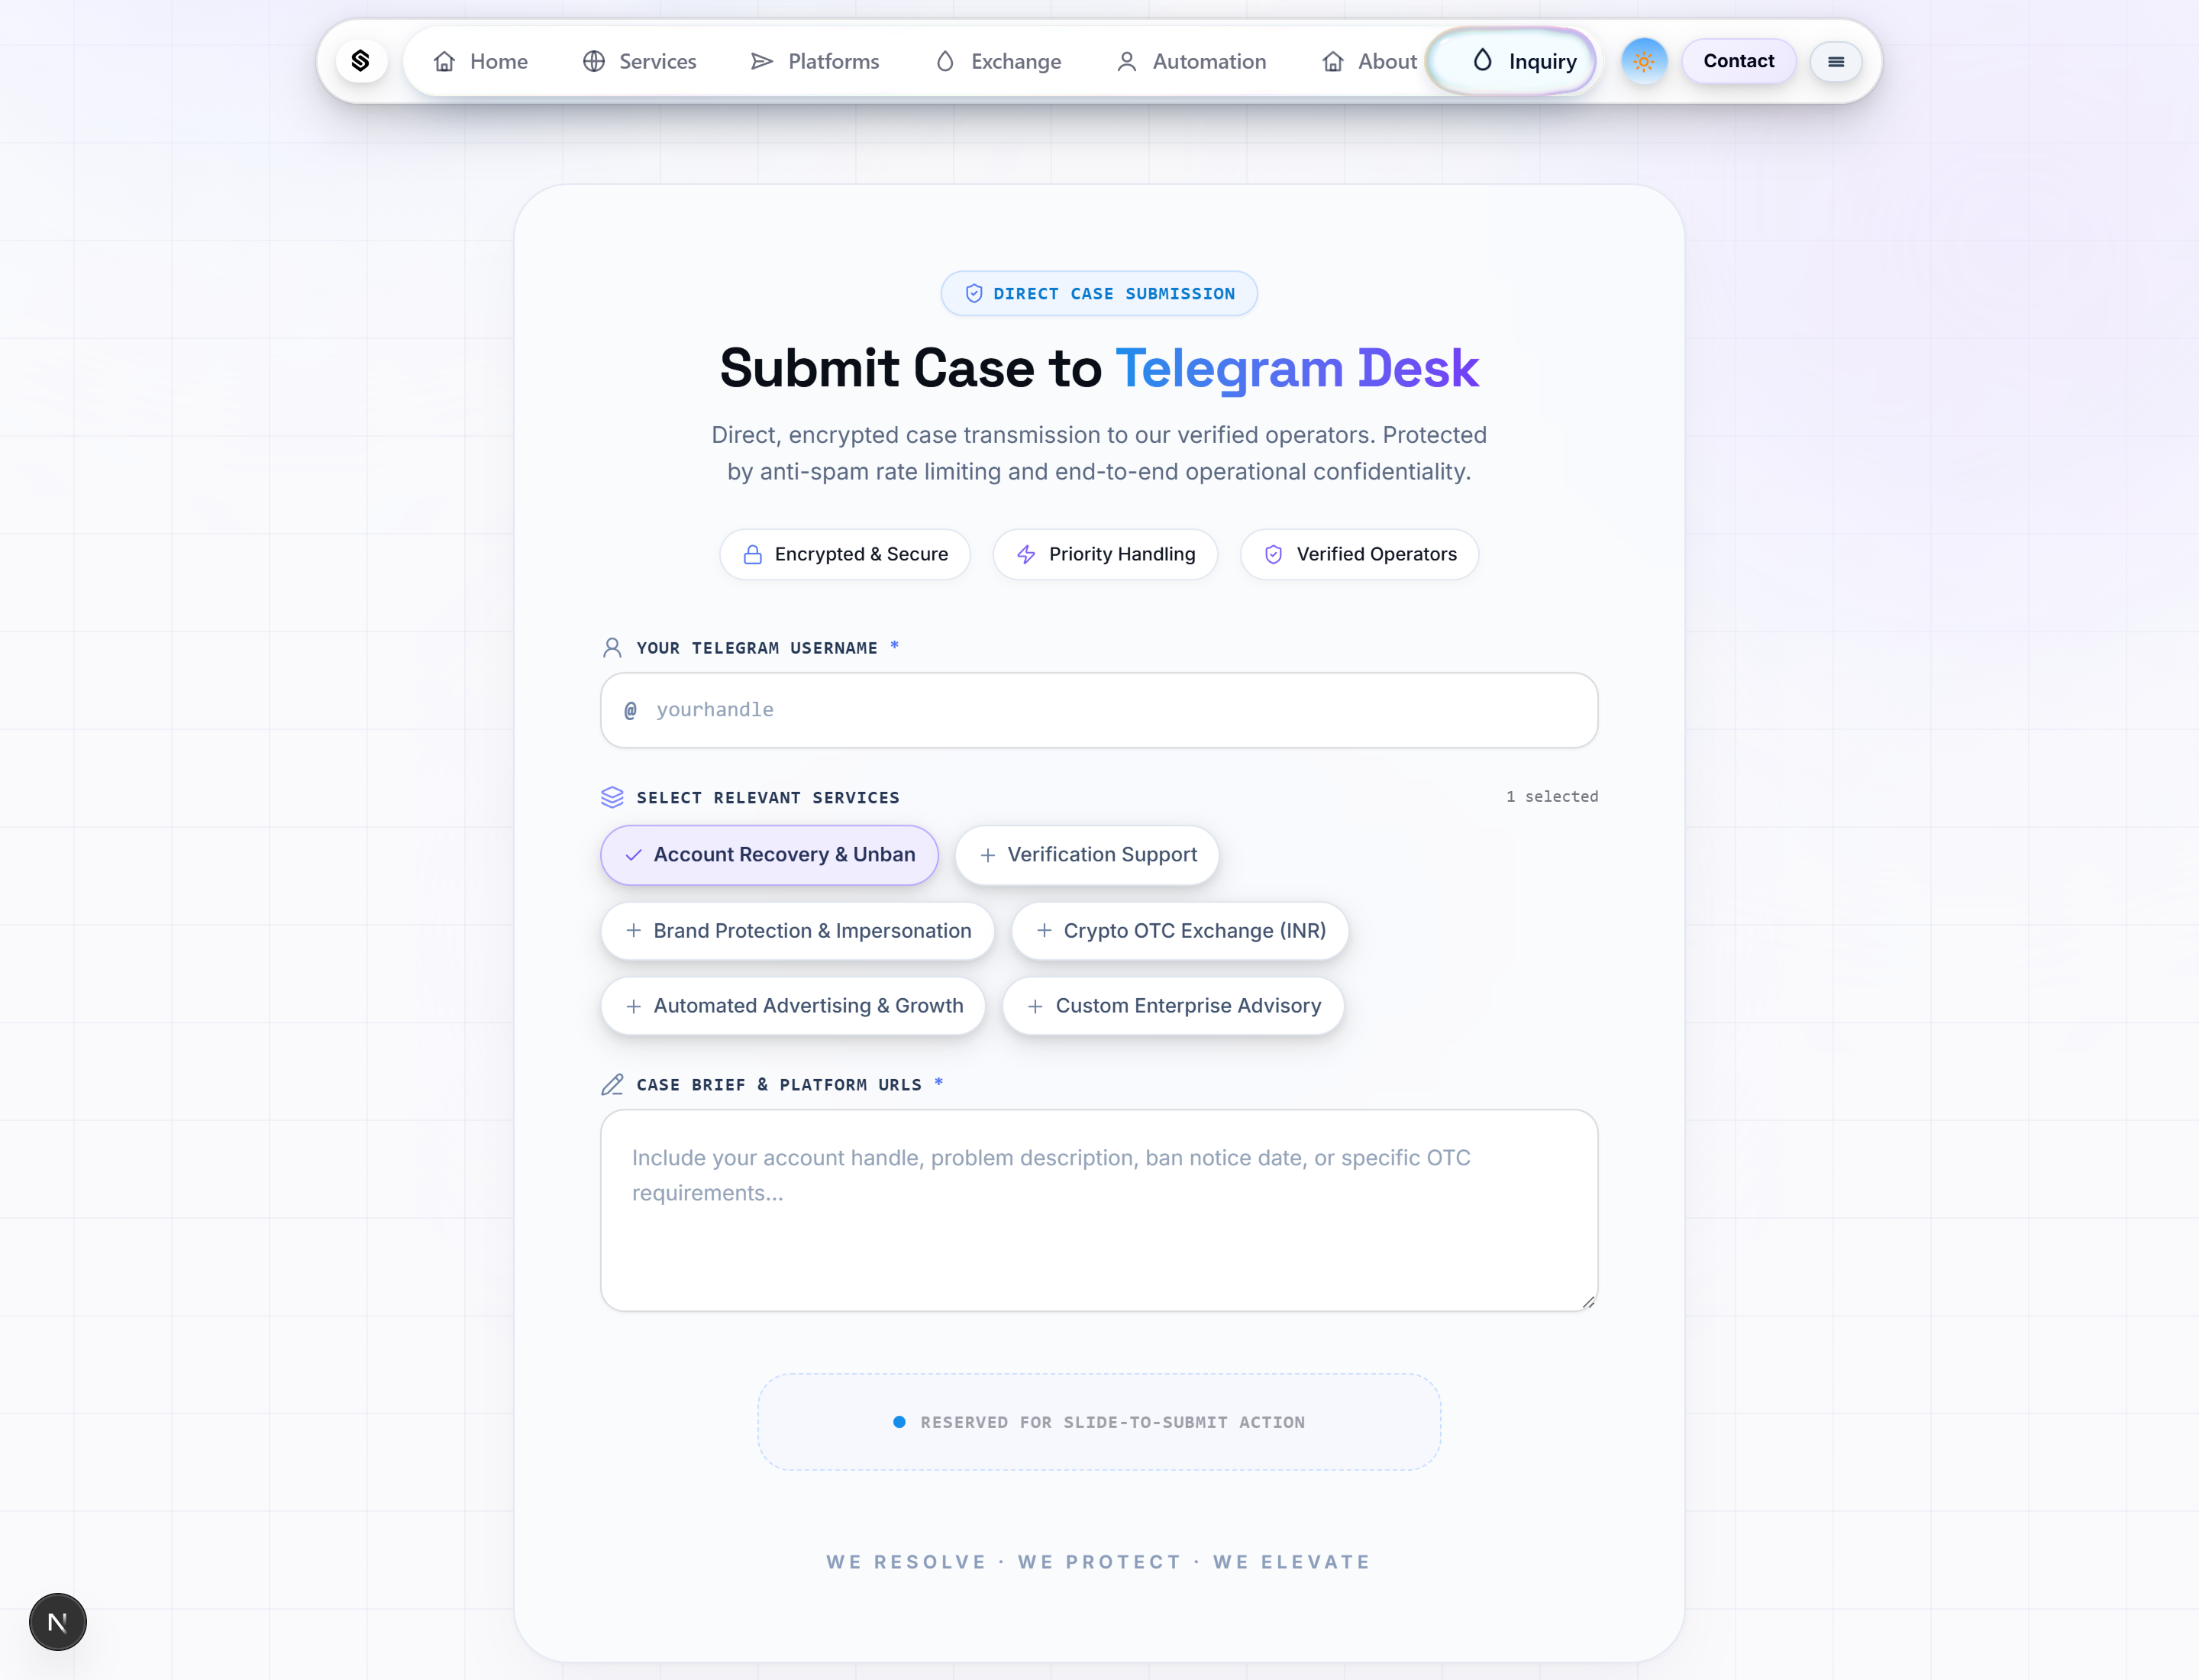 Home Services Platforms Exchange Automation About Inquiry Contact
DIRECT CASE SUBMISSION
Submit Case to Telegram Desk
Direct, encrypted case transmission to our verified operators. Protected
by anti-spam rate limiting and end-to-end operational confidentiality.
Encrypted & Secure Priority Handling Verified Operators
YOUR TELEGRAM USERNAME *
@ yourhandle
SELECT RELEVANT SERVICES 1 selected
Account Recovery & Unban + Verification Support
+ Brand Protection & Impersonation + Crypto OTC Exchange (INR)
+ Automated Advertising & Growth + Custom Enterprise Advisory
CASE BRIEF & PLATFORM URLS *
Include your account handle, problem description, ban notice date, or specific OTC
requirements...
RESERVED FOR SLIDE-TO-SUBMIT ACTION
WE RESOLVE · WE PROTECT · WE ELEVATE
N